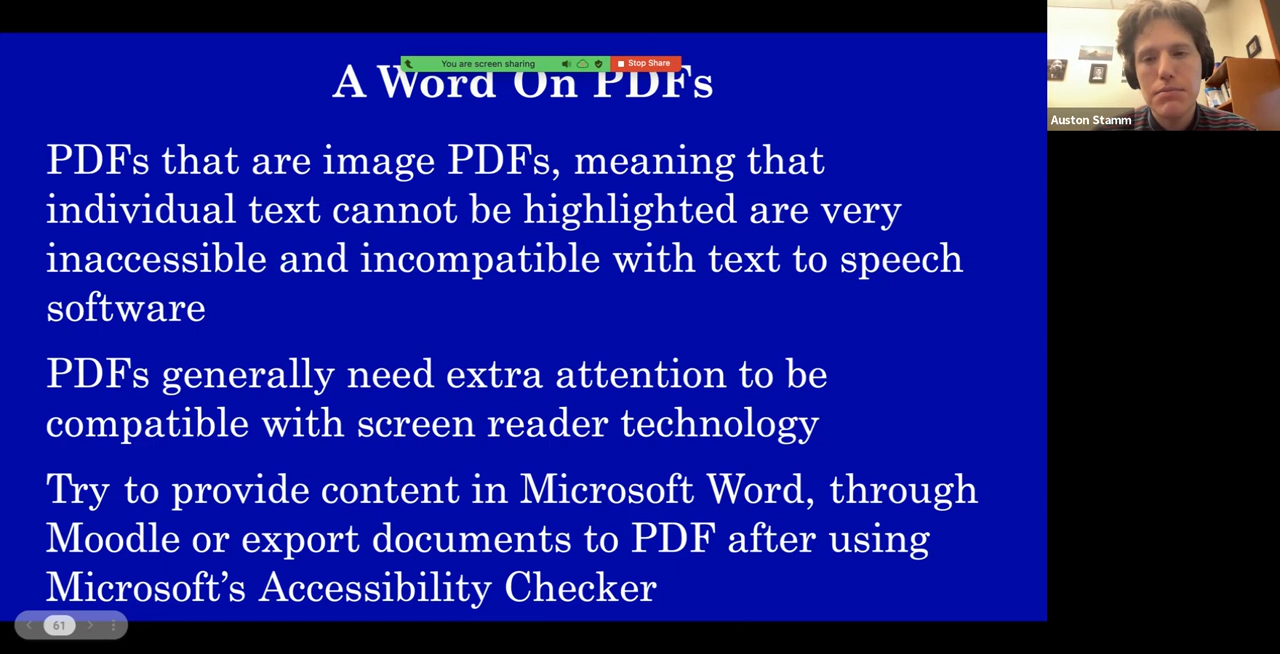 You are screen sharing
Stop Share
A Word On PDFs
Auston Stamm
PDFs that are image PDFs, meaning that
individual text cannot be highlighted are very
inaccessible and incompatible with text to speech
software
PDFs generally need extra attention to be
compatible with screen reader technology
Try to provide content in Microsoft Word, through
Moodle or export documents to PDF after using
Microsoft’s Accessibility Checker
61